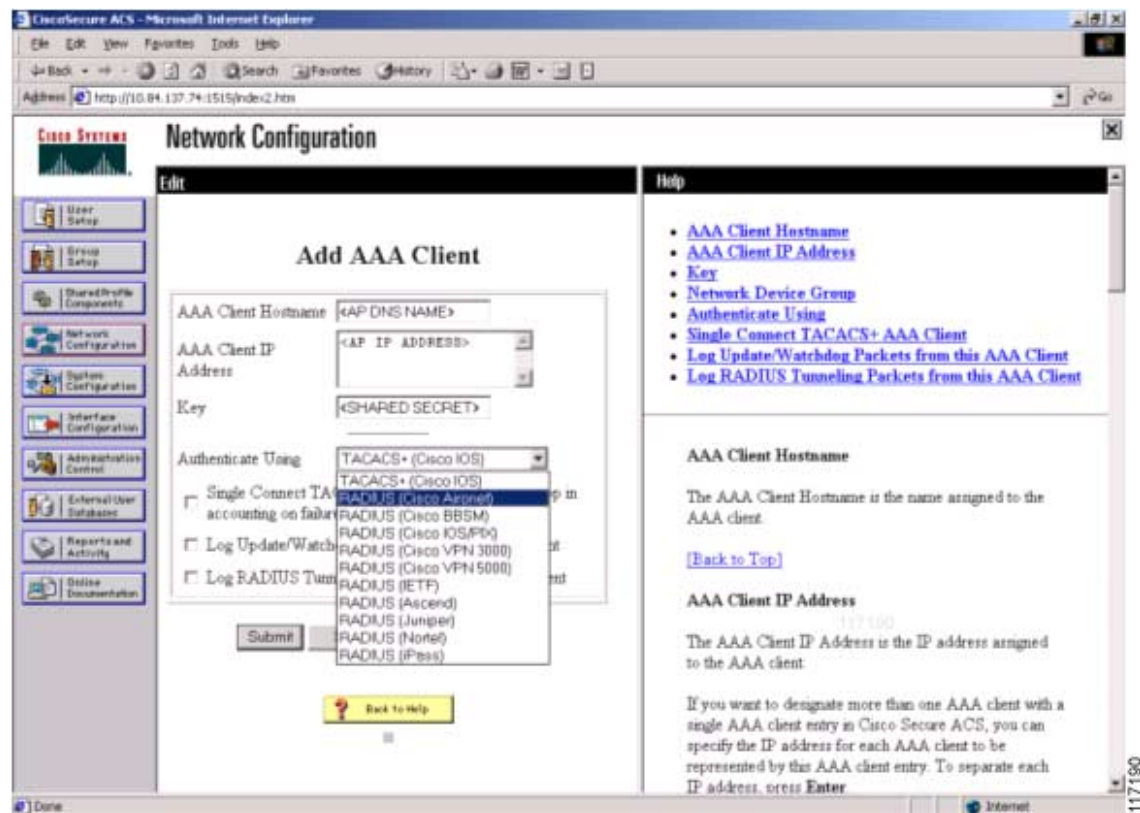 CiscoSecure ACS - Microsoft Internet Explorer
File Edit View Favorites Tools Help
Back Search Favorites History
Address http://10.84.137.74:1515/index2.htm Go
CISCO SYSTEMS
Network Configuration
User Setup
Group Setup
Shared Profile Components
Network Configuration
System Configuration
Interface Configuration
Administration Control
External User Databases
Reports and Activity
Online Documentation
Edit
Add AAA Client
AAA Client Hostname <AP DNS NAME>
AAA Client IP Address <AP IP ADDRESS>
Key <SHARED SECRET>
Authenticate Using TACACS+ (Cisco IOS)
TACACS+ (Cisco IOS)
RADIUS (Cisco Aironet)
RADIUS (Cisco BBSM)
RADIUS (Cisco IOS/PIX)
RADIUS (Cisco VPN 3000)
RADIUS (Cisco VPN 5000)
RADIUS (IETF)
RADIUS (Ascend)
RADIUS (Juniper)
RADIUS (Nortel)
RADIUS (iPass)
Single Connect TA
in
accounting on failur
Log Update/Watch
Log RADIUS Tunn
Submit
Back to Help
Help
AAA Client Hostname
AAA Client IP Address
Key
Network Device Group
Authenticate Using
Single Connect TACACS+ AAA Client
Log Update/Watchdog Packets from this AAA Client
Log RADIUS Tunneling Packets from this AAA Client
AAA Client Hostname
The AAA Client Hostname is the name assigned to the
AAA client.
[Back to Top]
AAA Client IP Address
117190
The AAA Client IP Address is the IP address assigned
to the AAA client.
If you want to designate more than one AAA client with a
single AAA client entry in Cisco Secure ACS, you can
specify the IP address for each AAA client to be
represented by this AAA client entry. To separate each
IP address, press Enter.
Done
Internet
117190